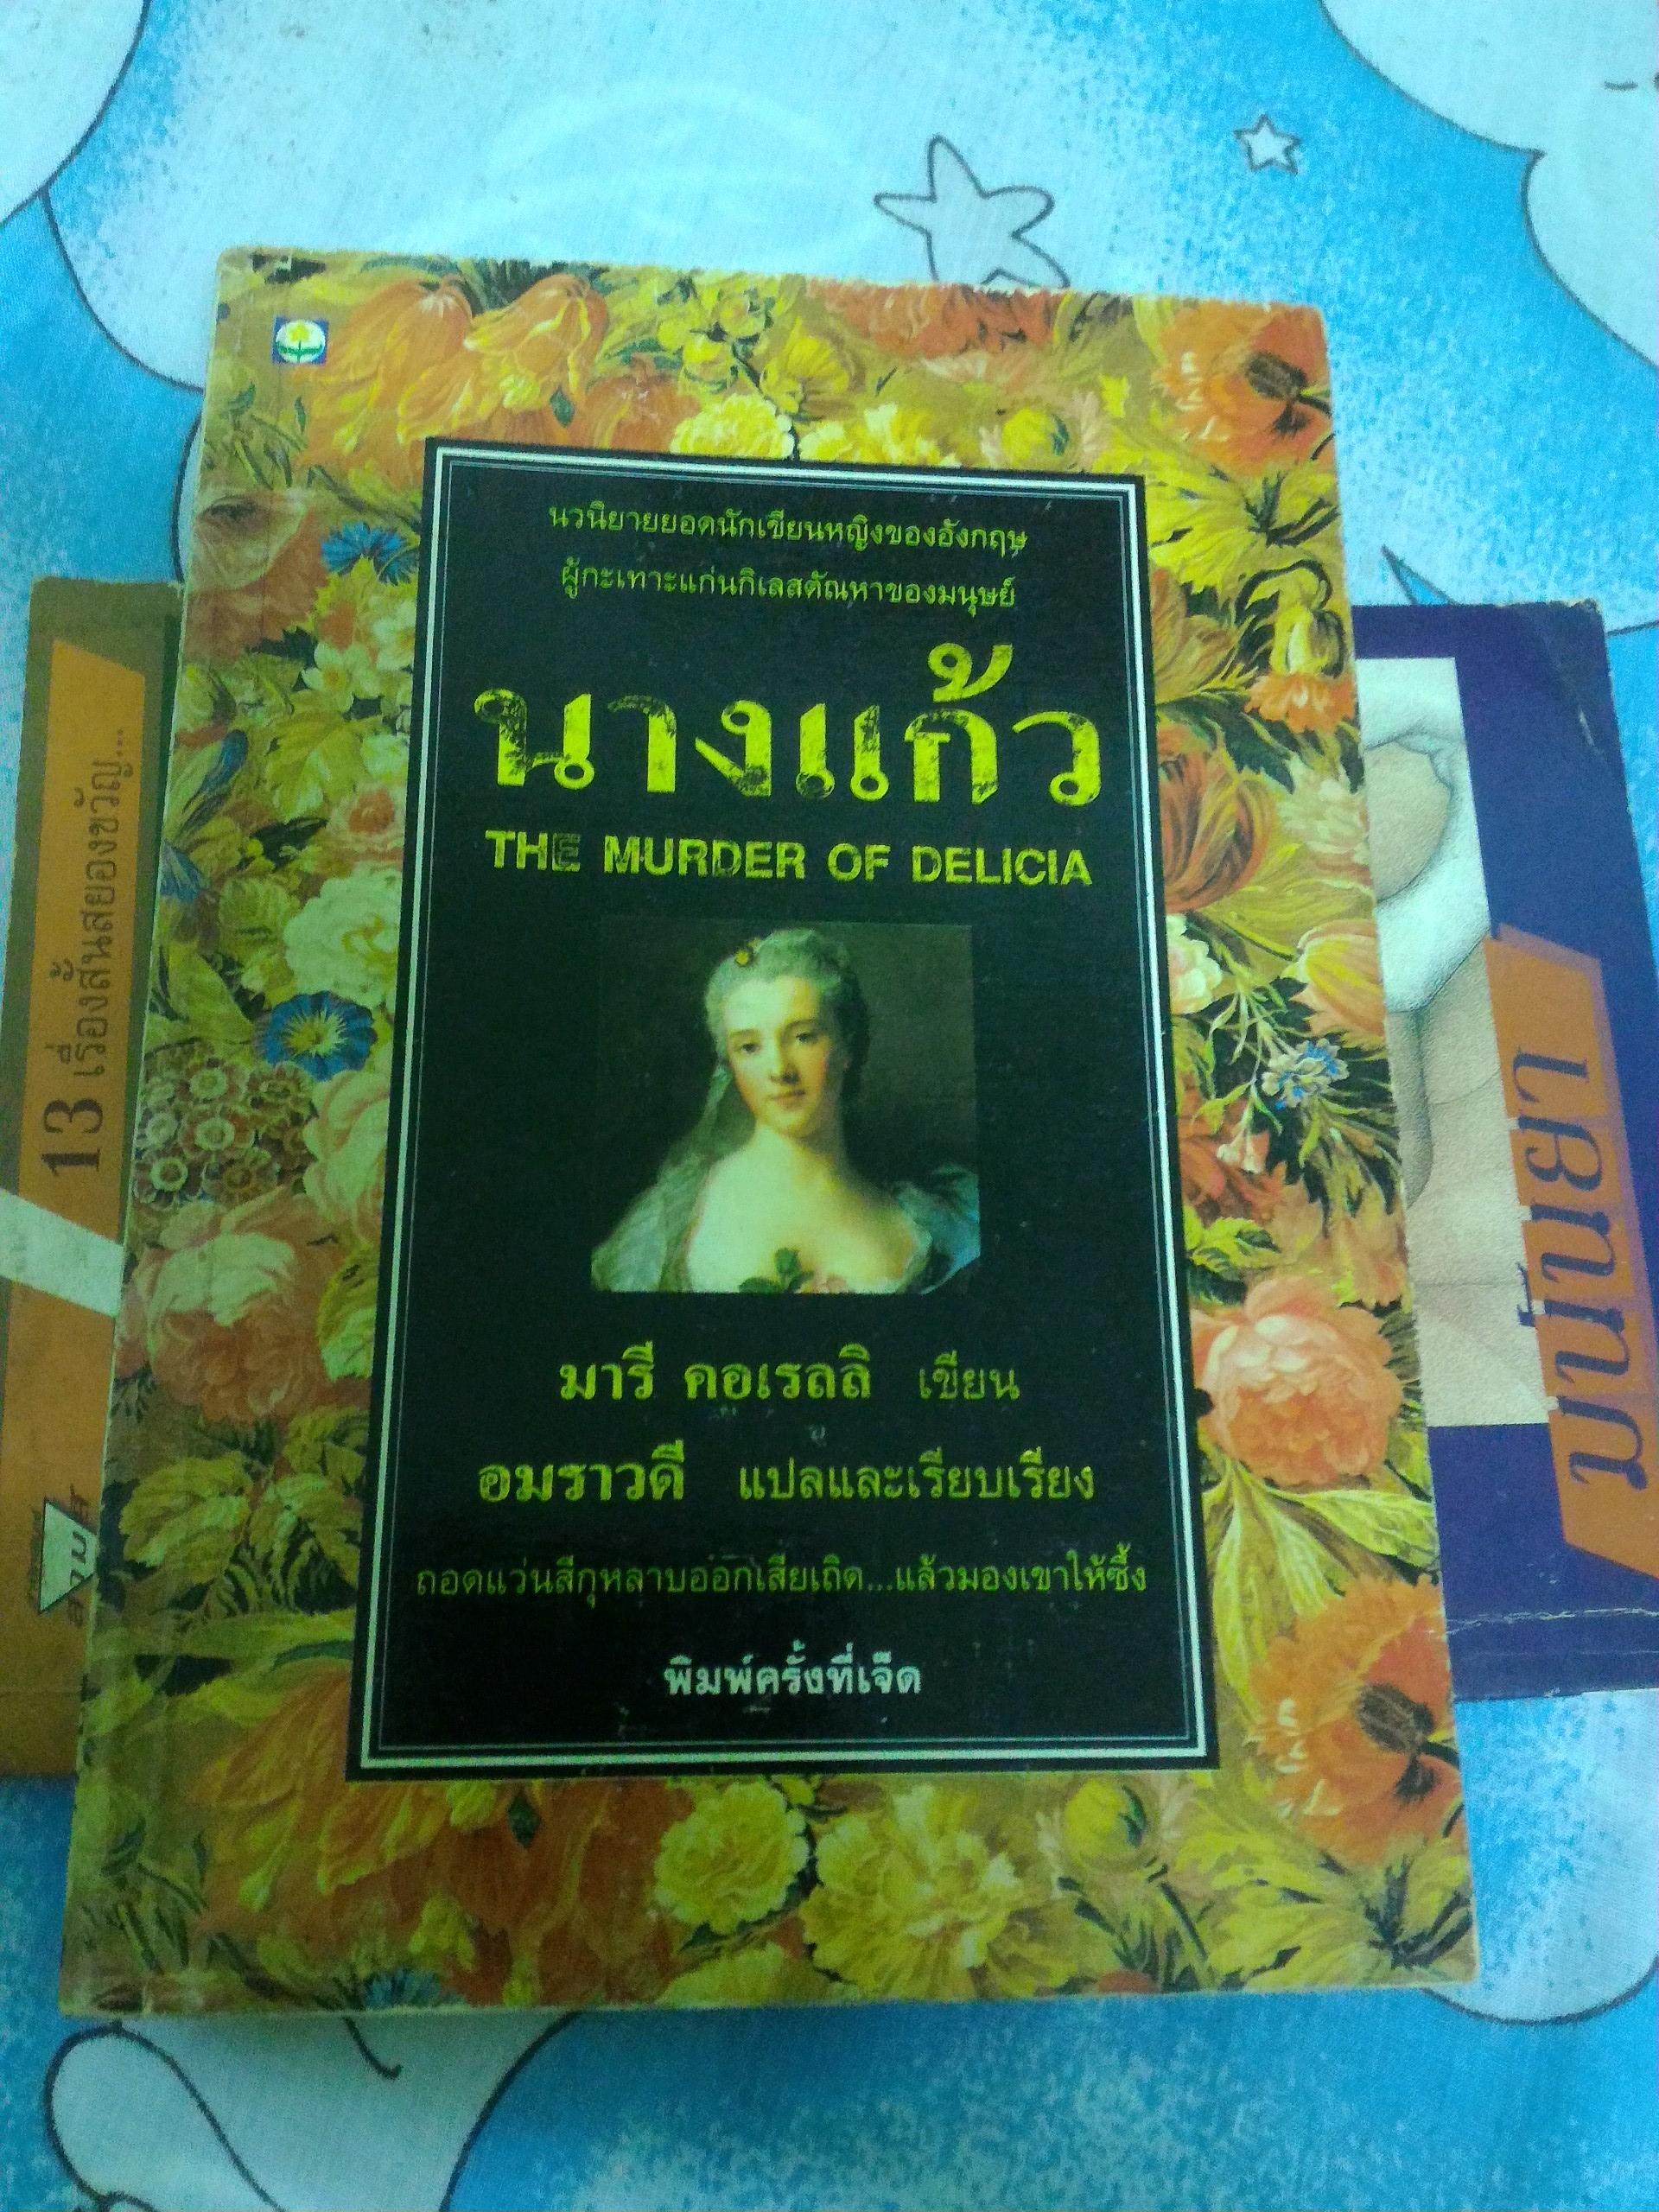 นวนิยายยอดนักเขียนหญิงของอังกฤษ
ผู้กะเทาะแก่นกิเลสตัณหาของมนุษย์
นางแก้ว
THE MURDER OF DELICIA
มารี คอเรลลิ เขียน
อมราวดี แปลและเรียบเรียง
ถอดแว่นสีกุหลาบออกเสียเถิด...แล้วมองเขาให้ซึ้ง
พิมพ์ครั้งที่เจ็ด
13 เรื่องสั้นสยองขวัญ...